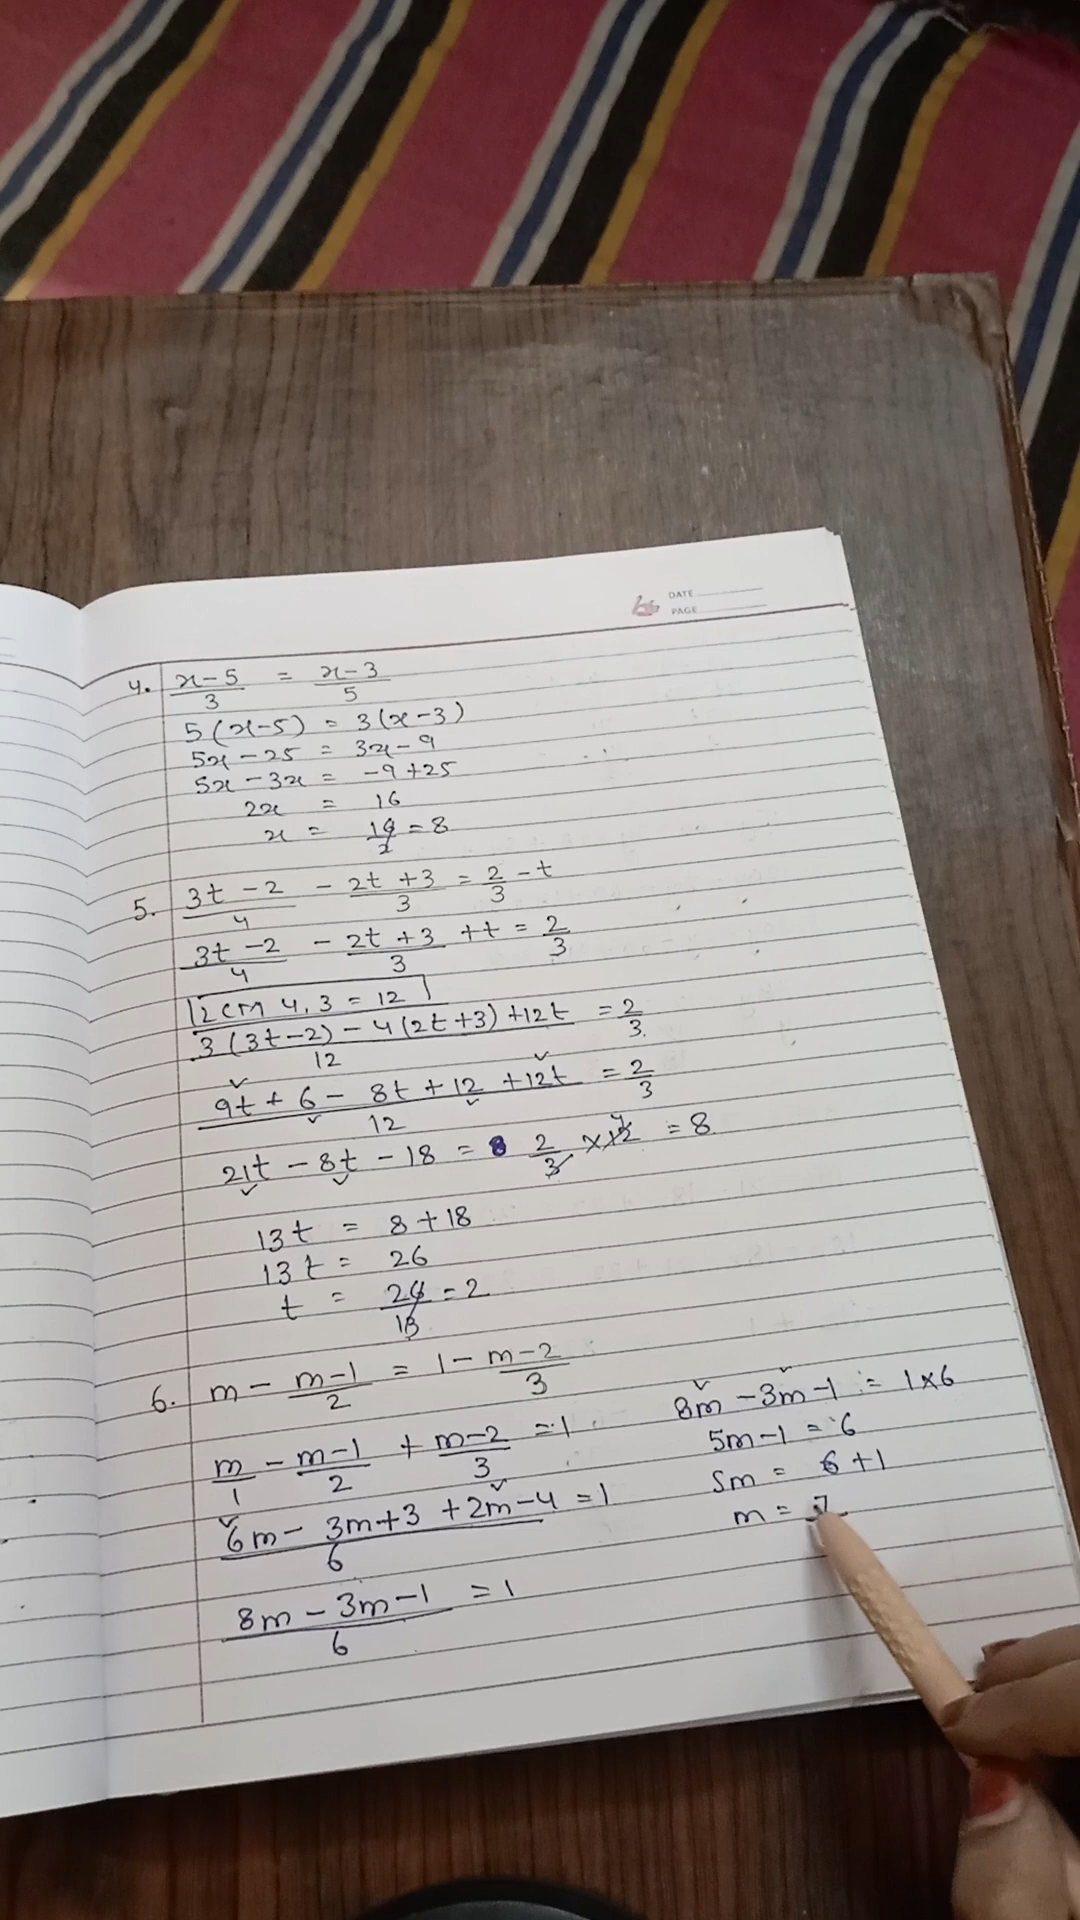 DATE
PAGE
4. x-5/3 = x-3/5
5(x-5) = 3(x-3)
5x-25 = 3x-9
5x-3x = -9+25
2x = 16
x = 16/2 = 8
5. 3t-2/4 - 2t+3/3 = 2/3 - t
3t-2/4 - 2t+3/3 + t = 2/3
LCM 4,3 = 12
3(3t-2) - 4(2t+3) + 12t/12 = 2/3
9t + 6 - 8t + 12 + 12t/12 = 2/3
21t - 8t - 18 = 8 2/3 × 12 4 = 8
13t = 8+18
13t = 26
t = 26/13 = 2
6. m - m-1/2 = 1 - m-2/3
m/1 - m-1/2 + m-2/3 = 1
6m - 3m+3 + 2m-4/6 = 1
8m - 3m-1/6 = 1
8m - 3m-1 = 1×6
5m-1 = 6
5m = 6+1
m = 7